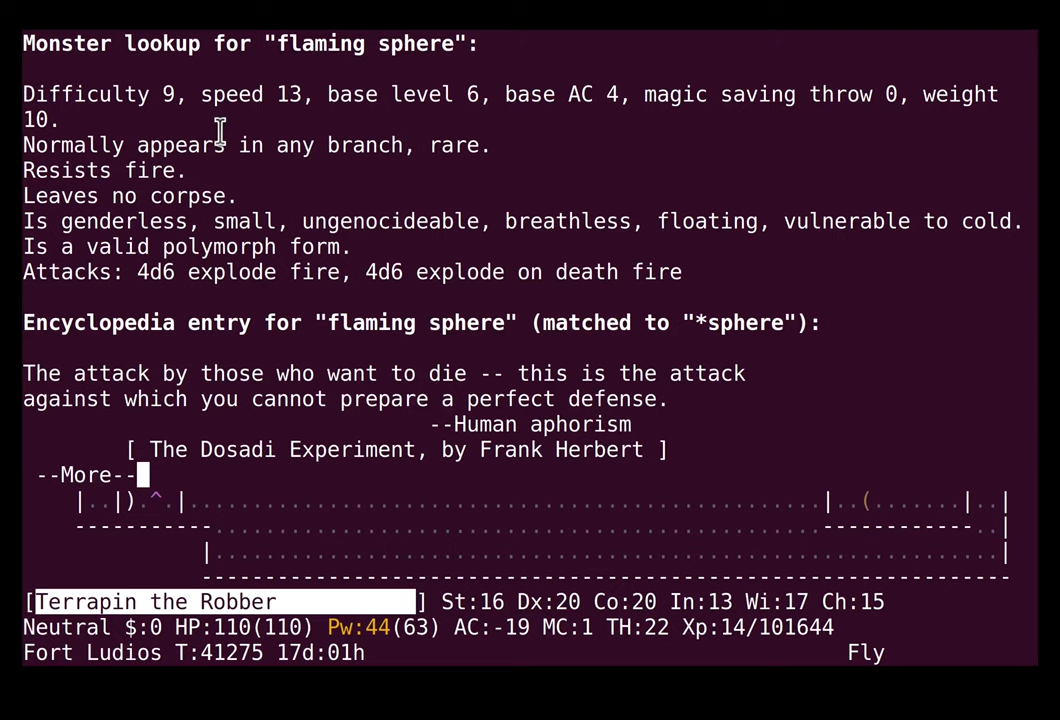 Monster lookup for "flaming sphere":
Difficulty 9, speed 13, base level 6, base AC 4, magic saving throw 0, weight
10.
Normally appears in any branch, rare.
Resists fire.
Leaves no corpse.
Is genderless, small, ungenocideable, breathless, floating, vulnerable to cold.
Is a valid polymorph form.
Attacks: 4d6 explode fire, 4d6 explode on death fire
Encyclopedia entry for "flaming sphere" (matched to "*sphere"):
The attack by those who want to die -- this is the attack
against which you cannot prepare a perfect defense.
--Human aphorism
[ The Dosadi Experiment, by Frank Herbert ]
--More--
|..|).^.|..................................................|..(.......|..|
-----------................................................------------..|
|..............................................................|
----------------------------------------------------------------
[Terrapin the Robber] St:16 Dx:20 Co:20 In:13 Wi:17 Ch:15
Neutral $:0 HP:110(110) Pw:44(63) AC:-19 MC:1 TH:22 Xp:14/101644
Fort Ludios T:41275 17d:01h Fly